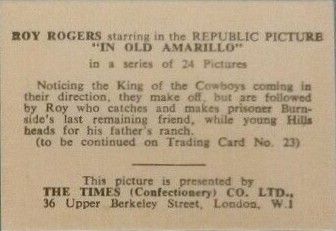 ROY ROGERS starring in the REPUBLIC PICTURE
"IN OLD AMARILLO"
in a series of 24 Pictures
Noticing the King of the Cowboys coming in
their direction, they make off, but are followed
by Roy who catches and makes prisoner Burn-
side's last remaining friend, while young Hills
heads for his father's ranch.
(to be continued on Trading Card No. 23)
This picture is presented by
THE TIMES (Confectionery) CO. LTD.,
36 Upper Berkeley Street, London, W.1